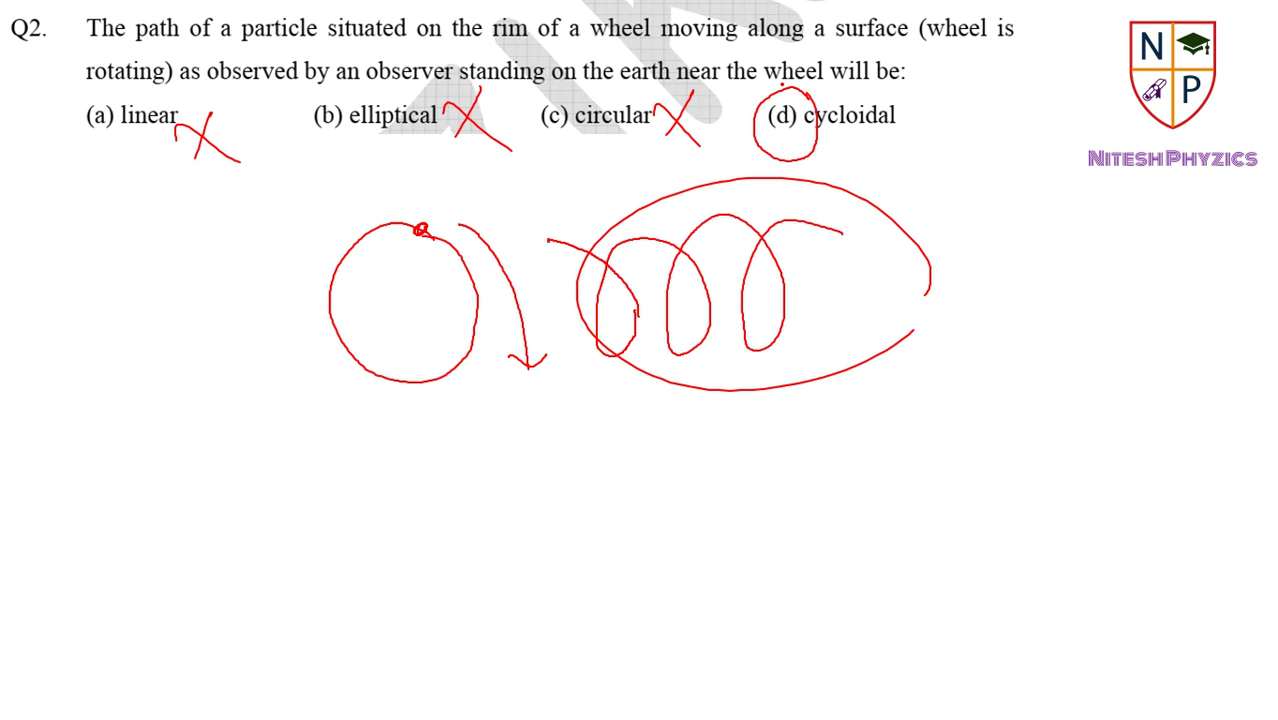 Q2. The path of a particle situated on the rim of a wheel moving along a surface (wheel is
rotating) as observed by an observer standing on the earth near the wheel will be:
(a) linear (b) elliptical (c) circular (d) cycloidal
N
P
NITESH PHYZICS